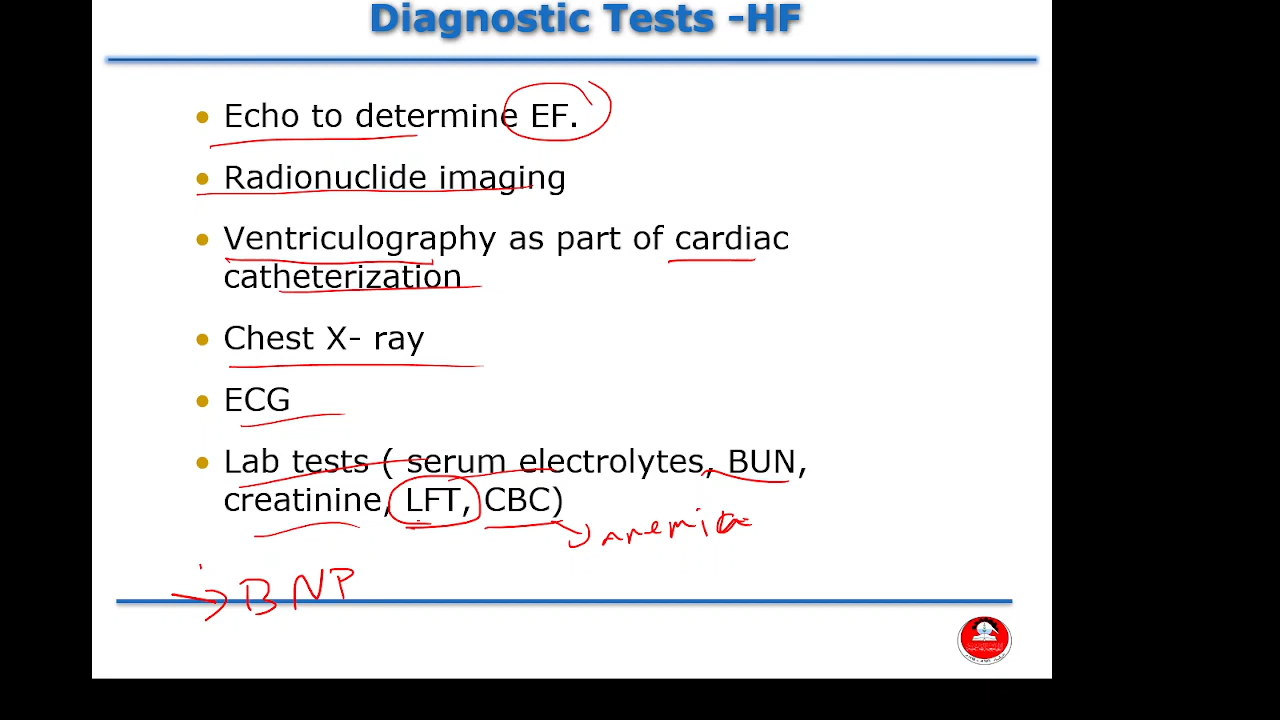 Diagnostic Tests -HF
Echo to determine EF.
Radionuclide imaging
Ventriculography as part of cardiac
catheterization
Chest X- ray
ECG
Lab tests ( serum electrolytes, BUN,
creatinine, LFT, CBC)
anemia
BNP